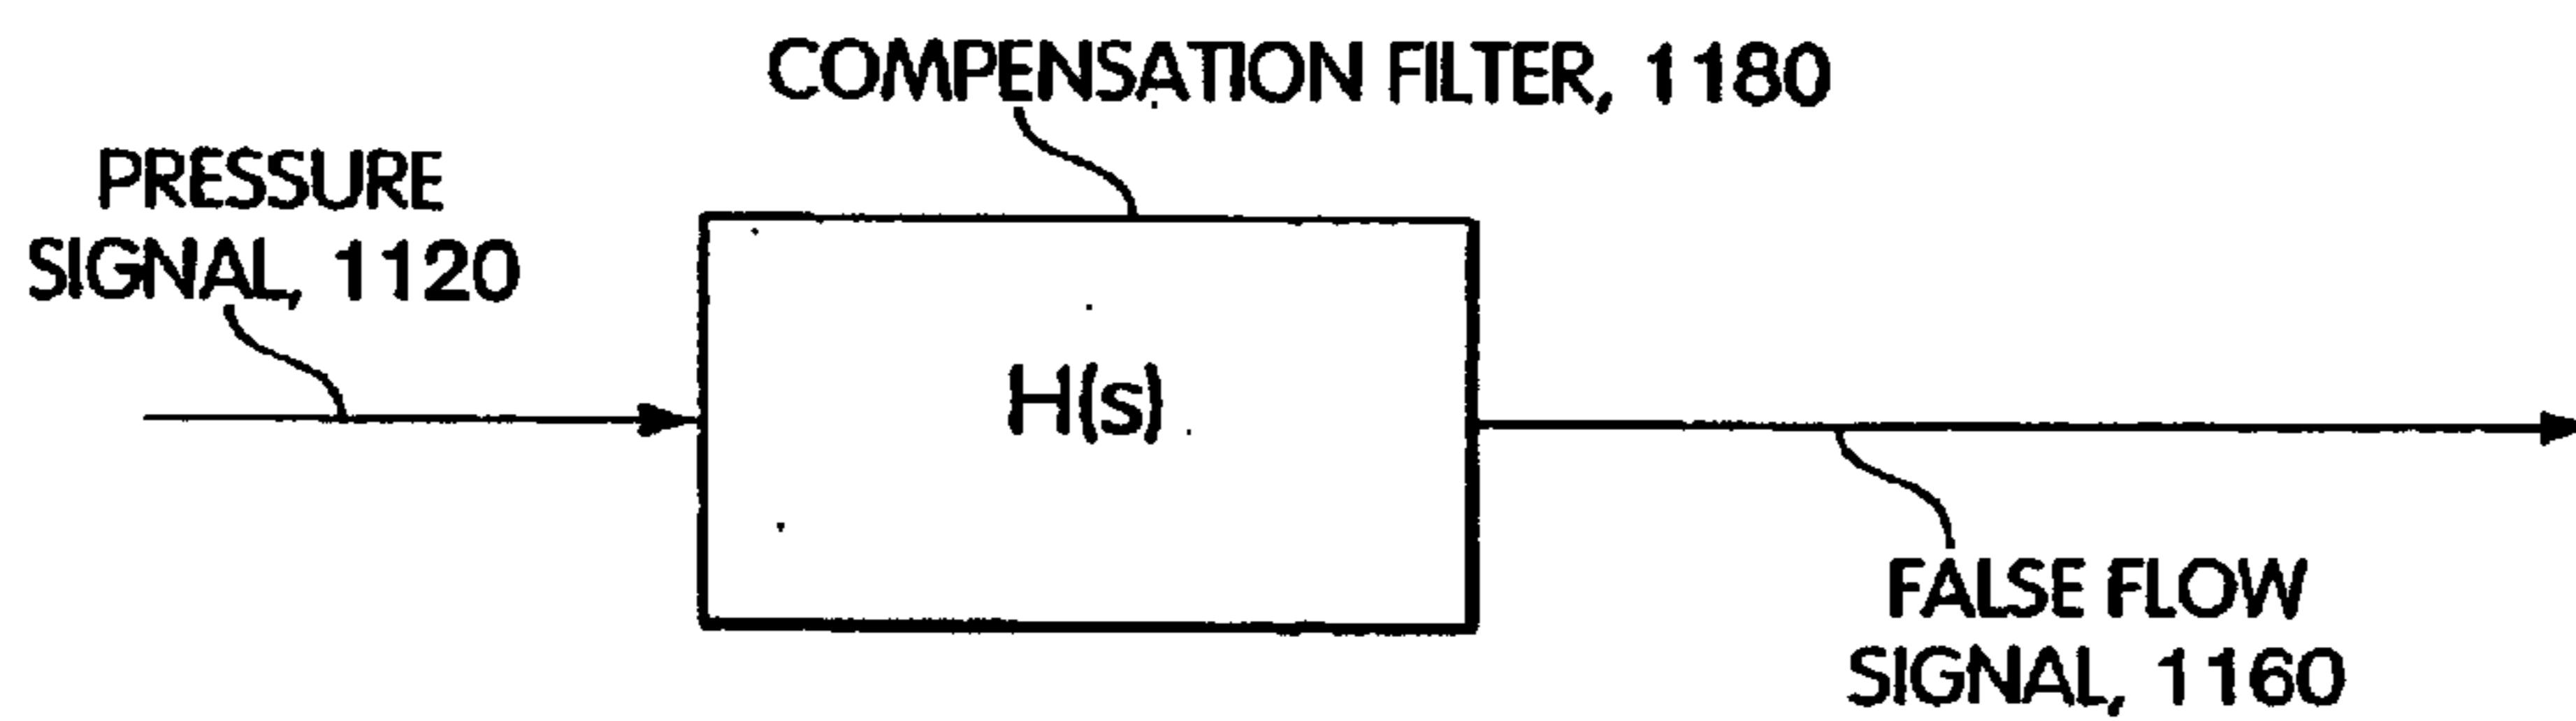 COMPENSATION FILTER, 1180
PRESSURE
SIGNAL, 1120
H(s)
FALSE FLOW
SIGNAL, 1160